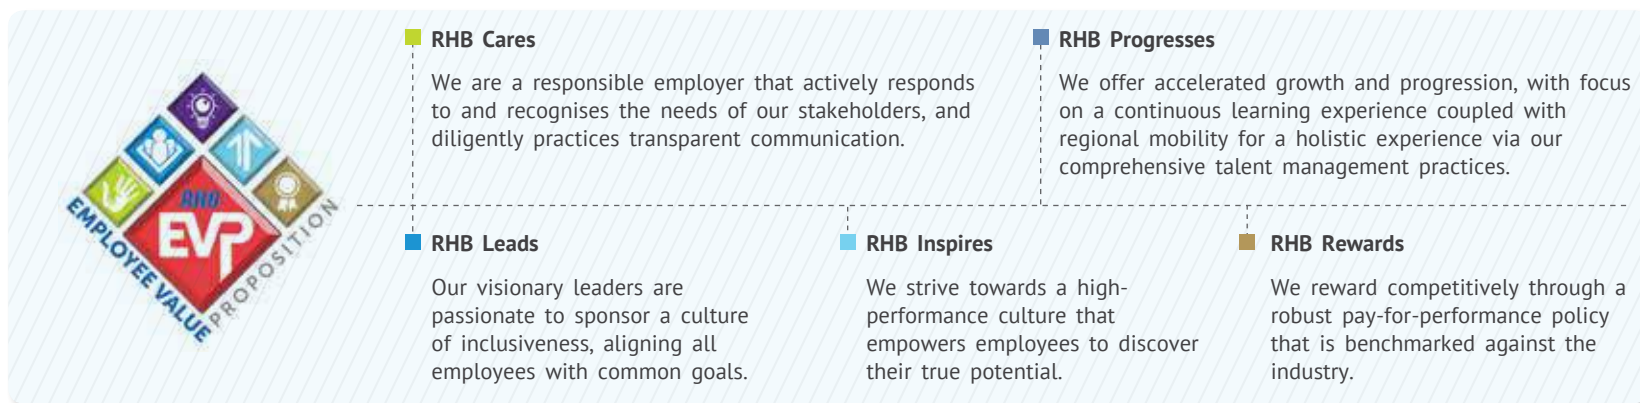 RHB
EVP
EMPLOYEE VALUE
PROPOSITION
RHB Cares
We are a responsible employer that actively responds
to and recognises the needs of our stakeholders, and
diligently practices transparent communication.
RHB Progresses
We offer accelerated growth and progression, with focus
on a continuous learning experience coupled with
regional mobility for a holistic experience via our
comprehensive talent management practices.
RHB Leads
Our visionary leaders are
passionate to sponsor a culture
of inclusiveness, aligning all
employees with common goals.
RHB Inspires
We strive towards a high-
performance culture that
empowers employees to discover
their true potential.
RHB Rewards
We reward competitively through a
robust pay-for-performance policy
that is benchmarked against the
industry.